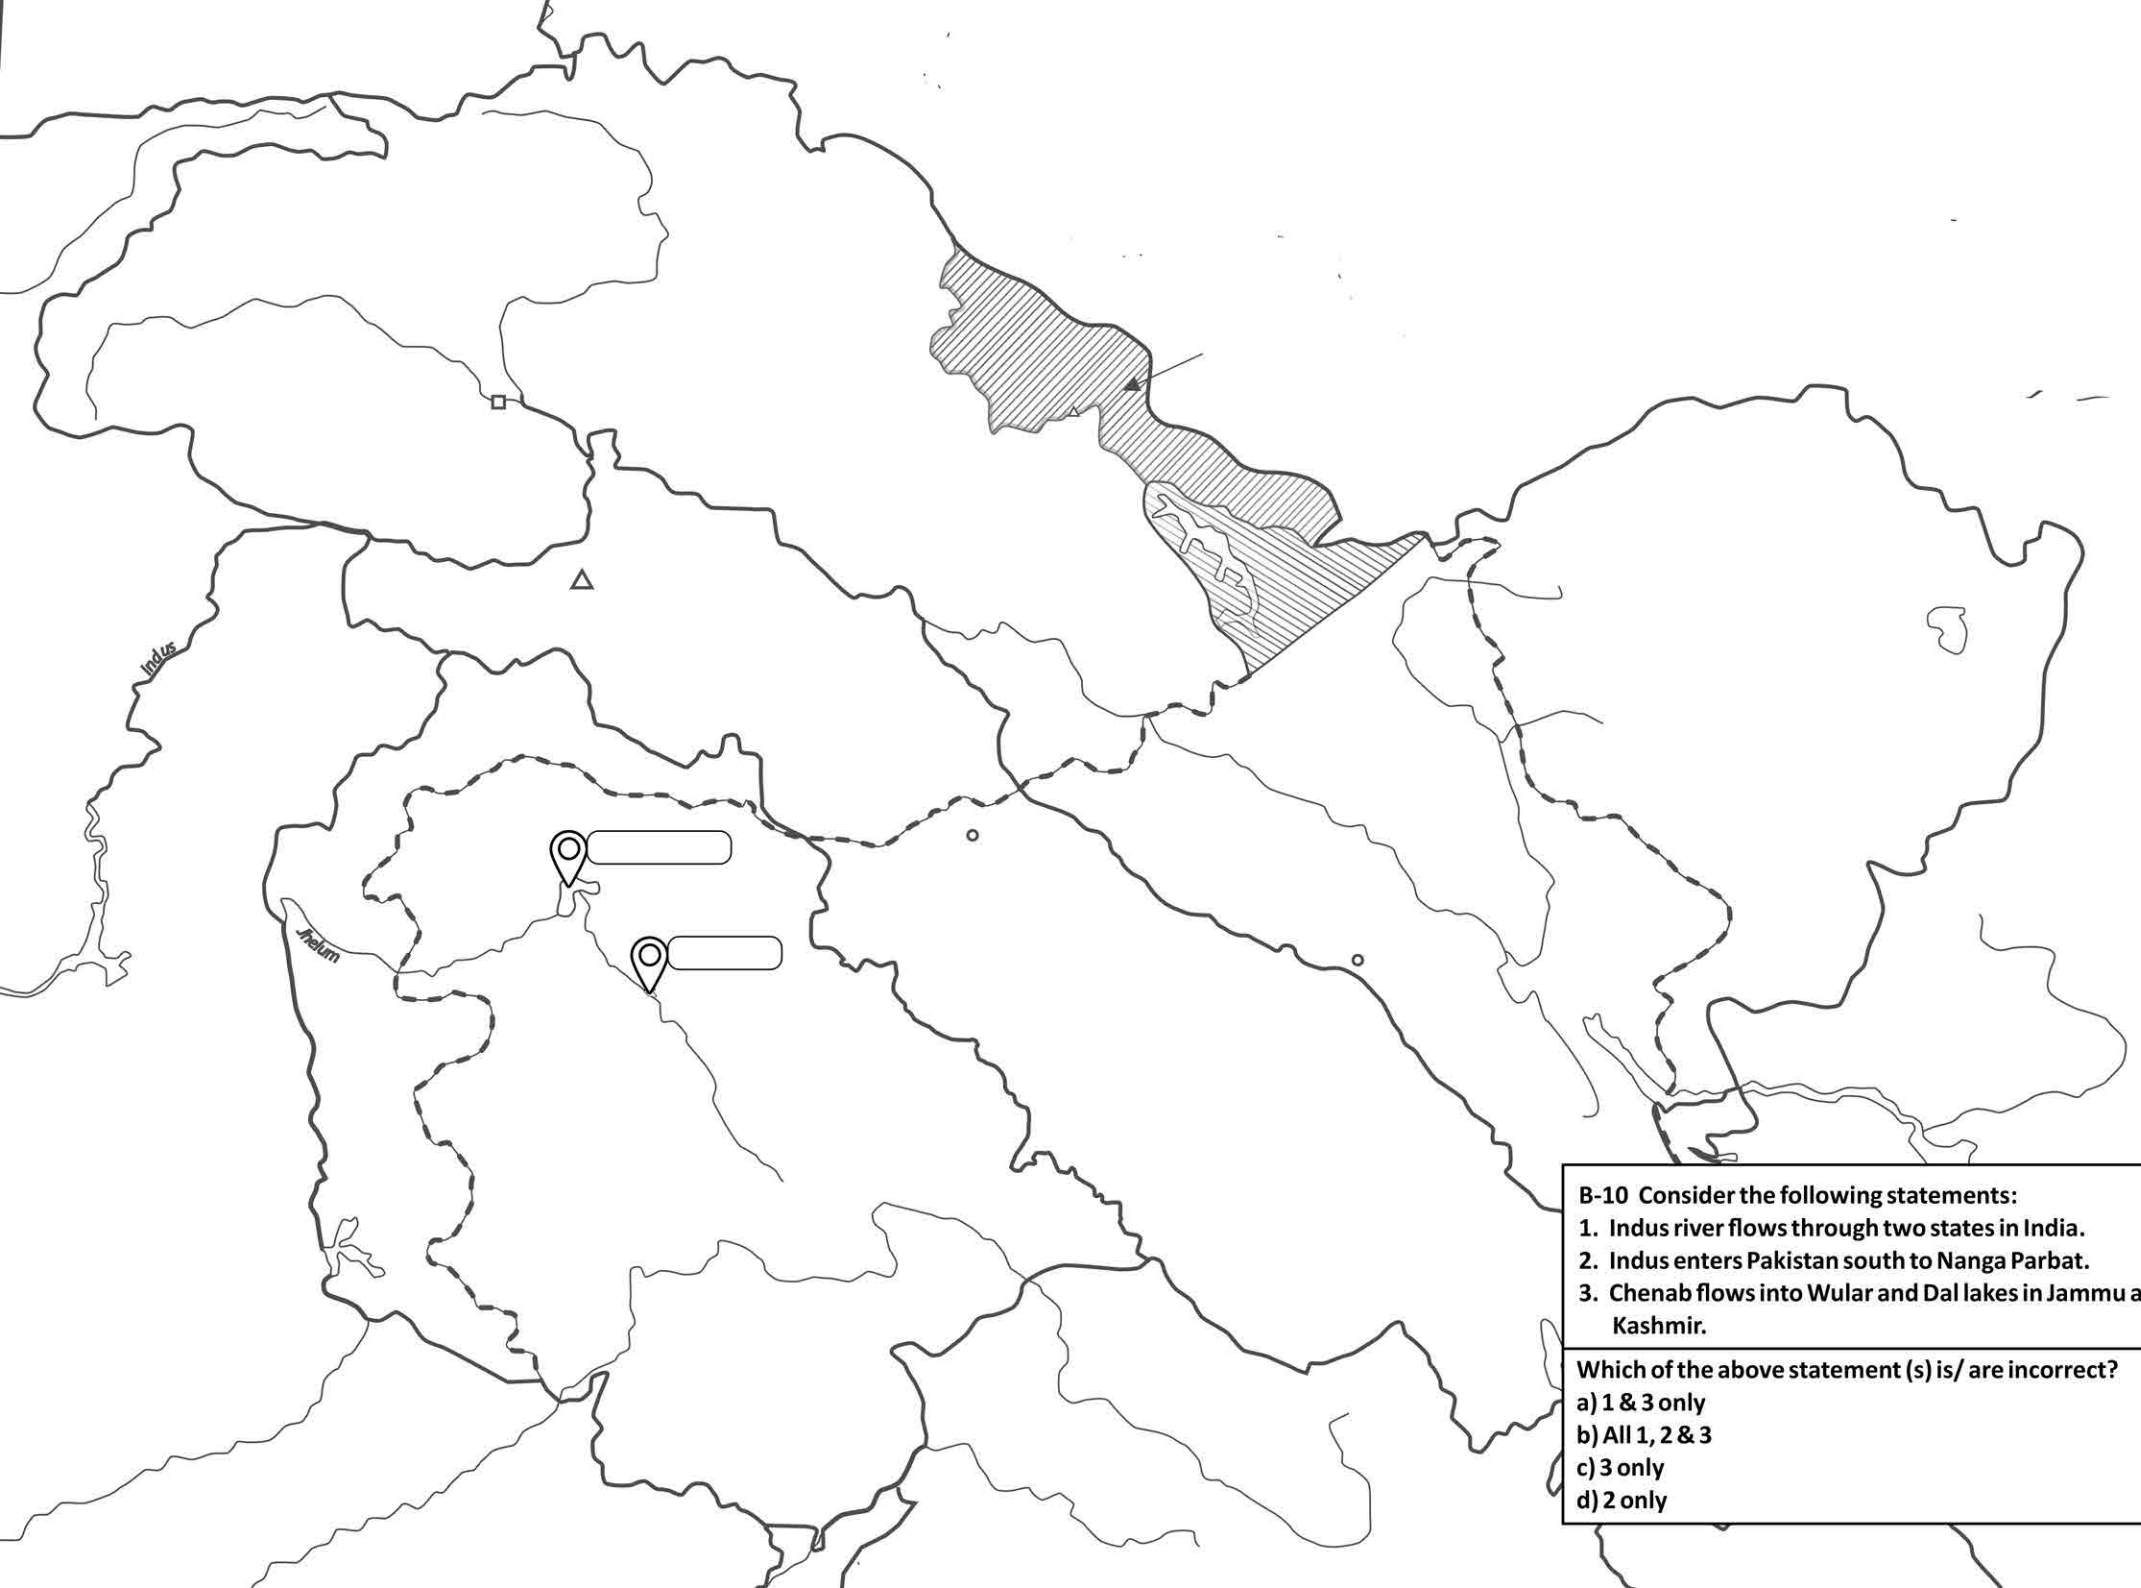 Indus
Jhelum
B-10 Consider the following statements:
1. Indus river flows through two states in India.
2. Indus enters Pakistan south to Nanga Parbat.
3. Chenab flows into Wular and Dal lakes in Jammu a
Kashmir.
Which of the above statement (s) is/ are incorrect?
a) 1 & 3 only
b) All 1, 2 & 3
c) 3 only
d) 2 only